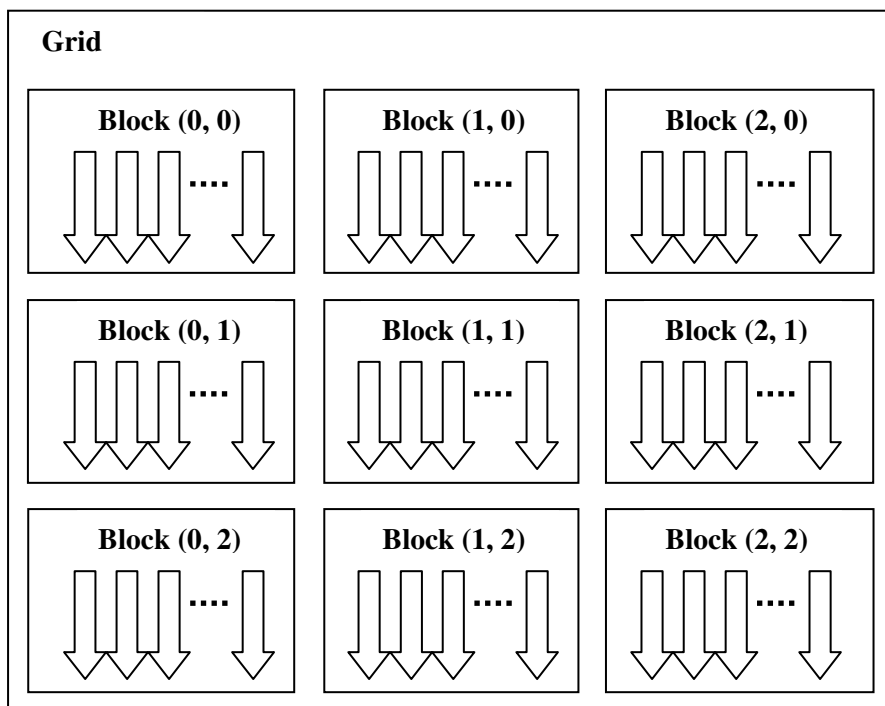 Grid
Block (0, 0) Block (1, 0) Block (2, 0)
.... .... ....
Block (0, 1) Block (1, 1) Block (2, 1)
.... .... ....
Block (0, 2) Block (1, 2) Block (2, 2)
.... .... ....